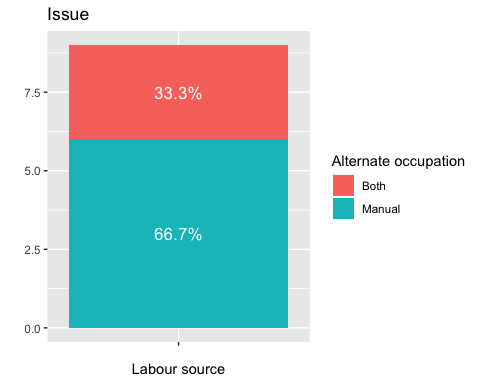 Issue
7.5
5.0
2.5
0.0
33.3%
66.7%
Labour source
Alternate occupation
Both
Manual